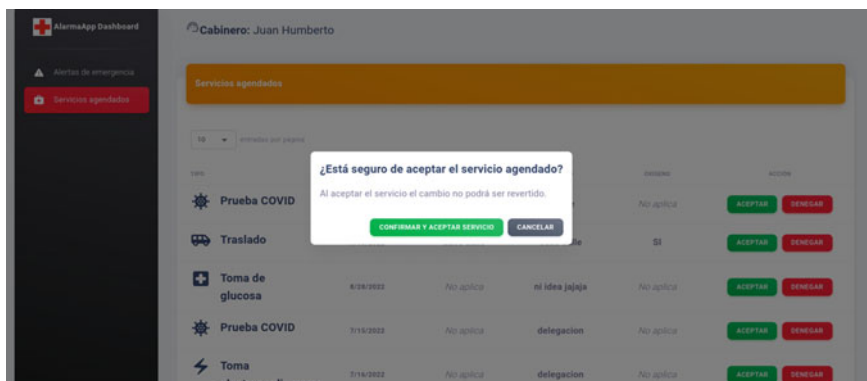 AlarmaApp Dashboard
Cabinero: Juan Humberto
Alertas de emergencia
Servicios agendados
Servicios agendados
10 entradas por página
TIPO
ACCIÓN
¿Está seguro de aceptar el servicio agendado?
Al aceptar el servicio el cambio no podrá ser revertido.
CONFIRMAR Y ACEPTAR SERVICIO CANCELAR
Prueba COVID No aplica ACEPTAR DENEGAR
Traslado SI ACEPTAR DENEGAR
Toma de
glucosa 8/28/2022 No aplica ni idea jajaja No aplica ACEPTAR DENEGAR
Prueba COVID 7/15/2022 No aplica delegacion No aplica ACEPTAR DENEGAR
Toma 7/16/2022 No aplica delegacion No aplica ACEPTAR DENEGAR